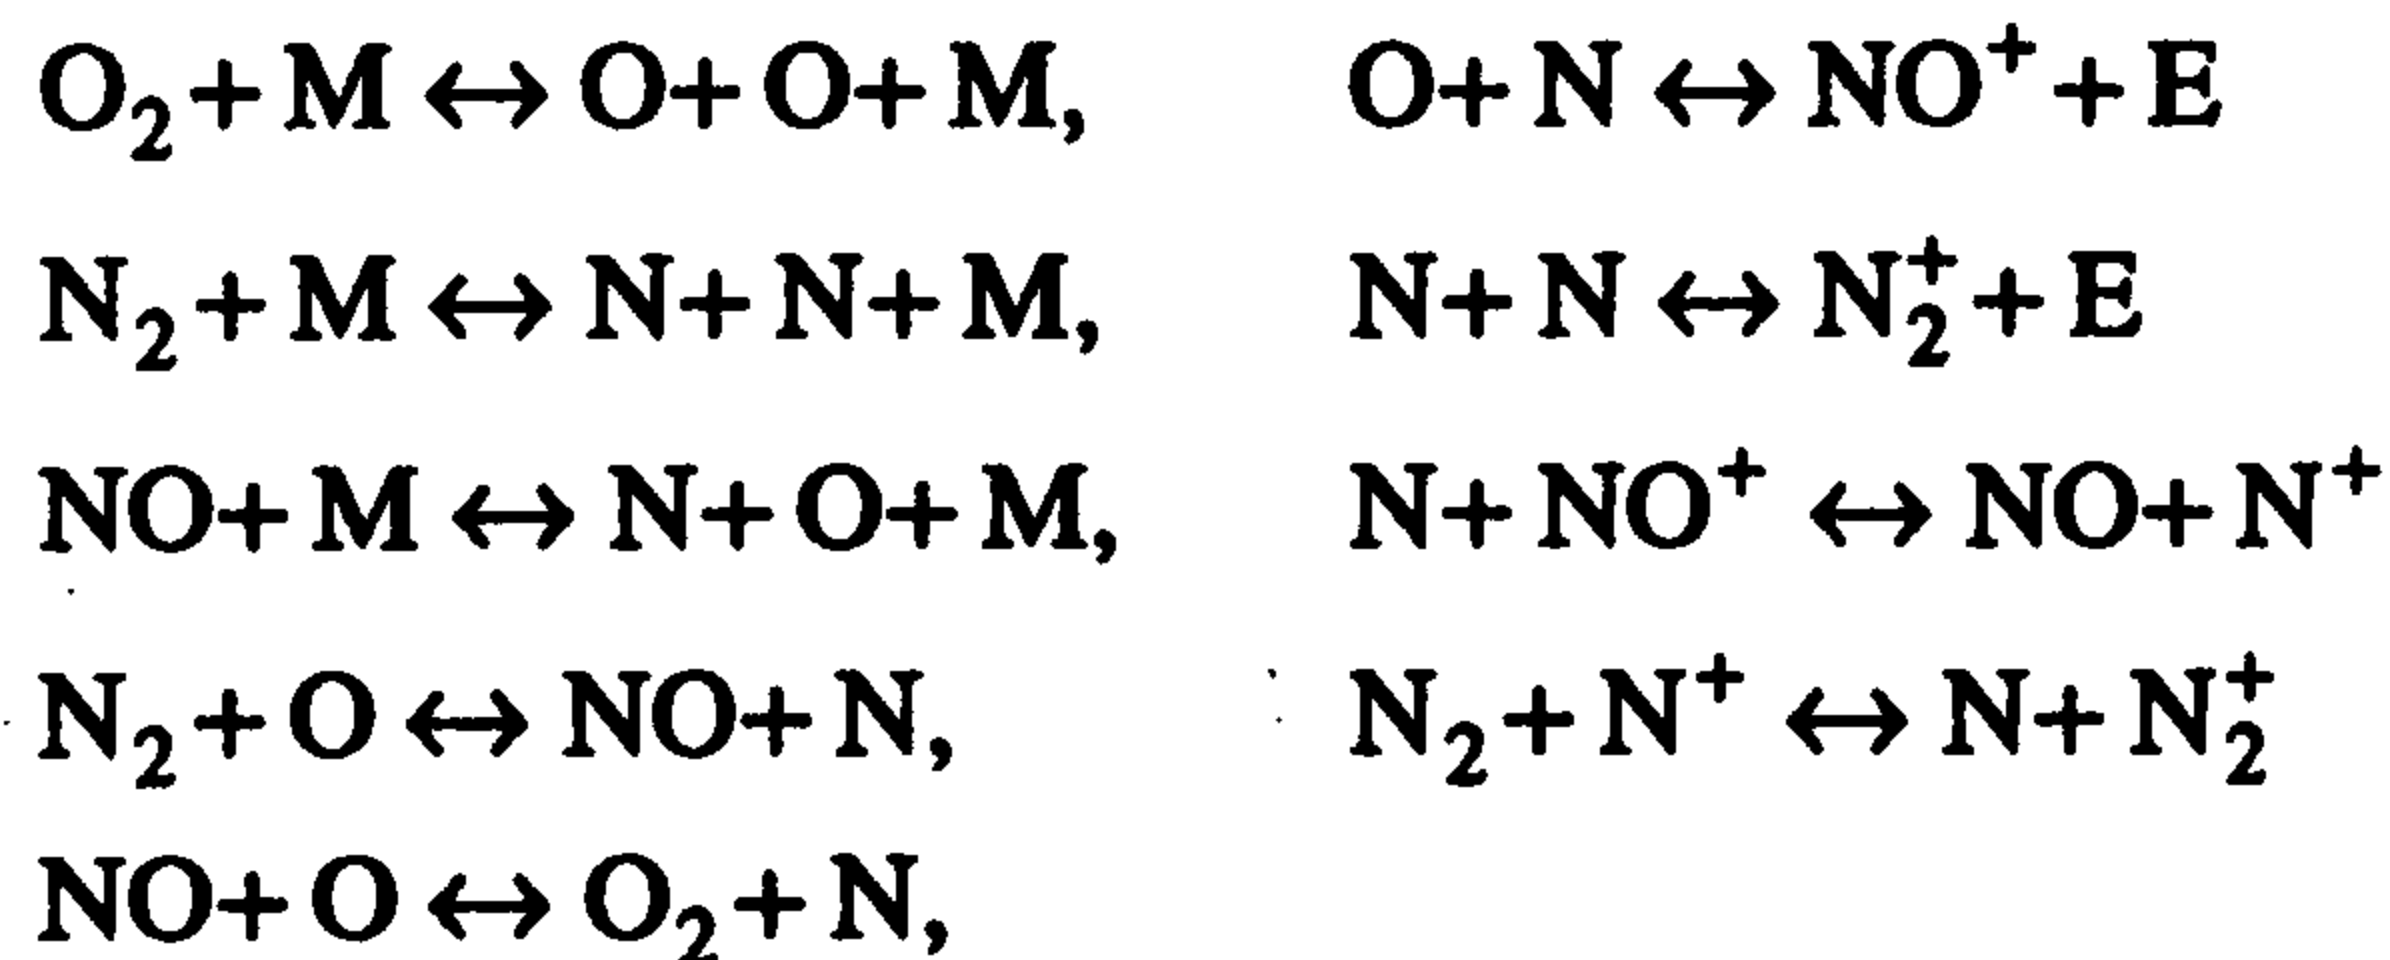 O₂ + M ↔ O + O + M, O + N ↔ NO⁺ + E
N₂ + M ↔ N + N + M, N + N ↔ N₂⁺ + E
NO + M ↔ N + O + M, N + NO⁺ ↔ NO + N⁺
N₂ + O ↔ NO + N, N₂ + N⁺ ↔ N + N₂⁺
NO + O ↔ O₂ + N,